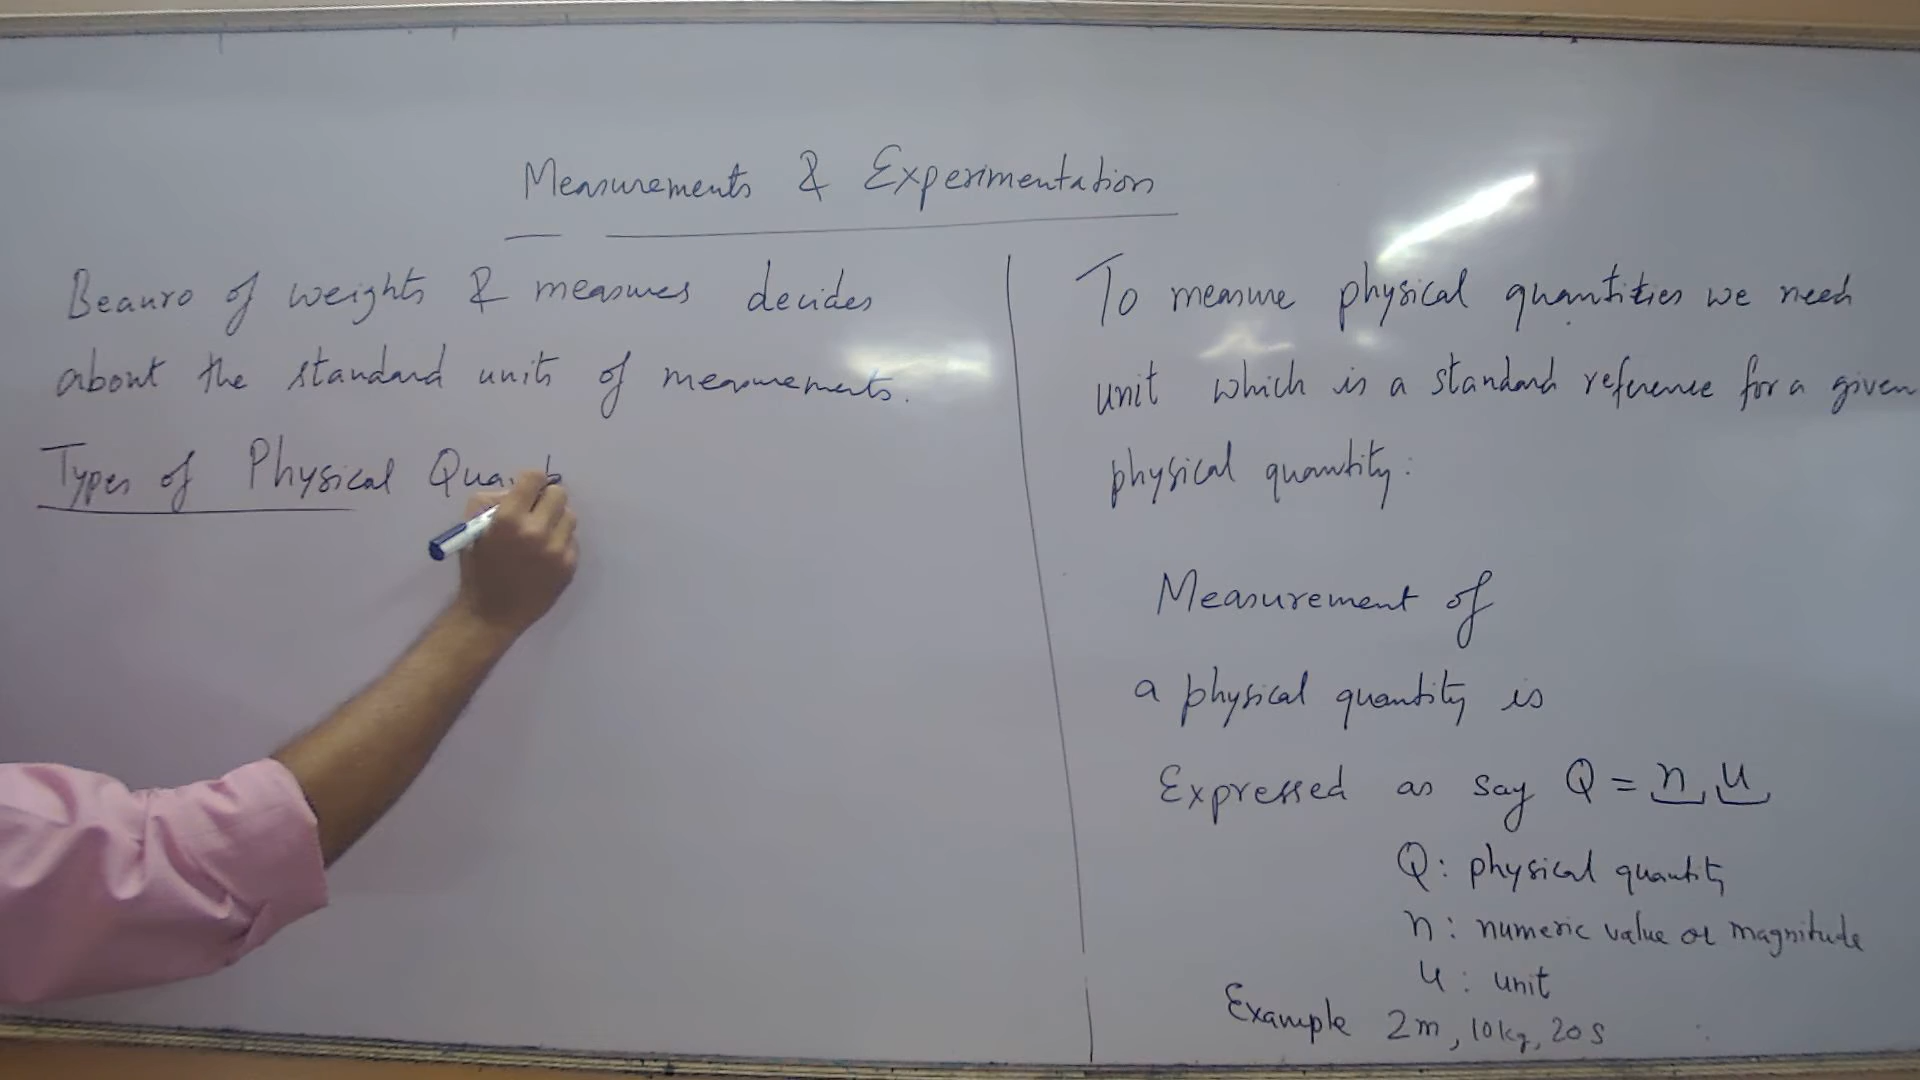 Measurements & Experimentation
Beauro of weights & measures decides
about the standard units of measurements.
Types of Physical
To measure physical quantities we need
unit which is a standard reference for a given
physical quantity:
Measurement of
a physical quantity is
Expressed as say Q = n u
Q: physical quantity
n: numeric value or magnitude
u: unit
Example 2m, 10kg, 20s